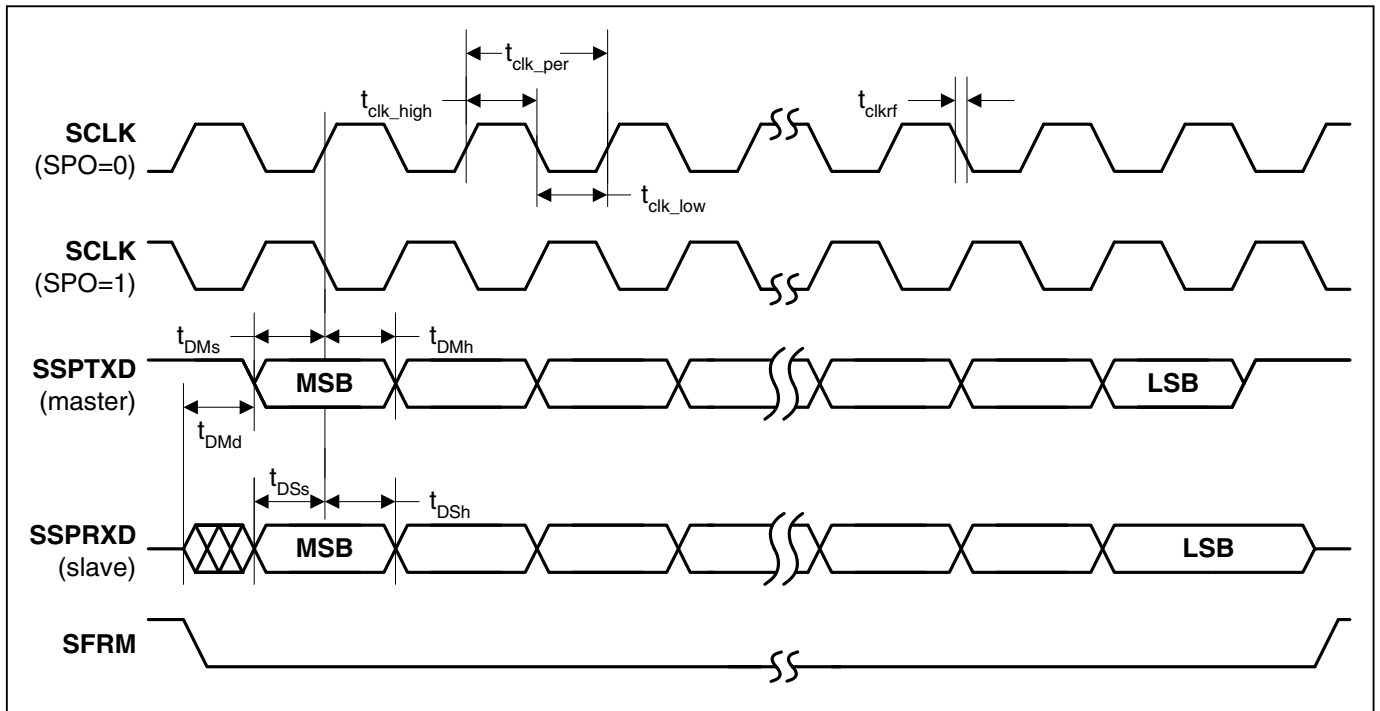 t_clk_per
t_clk_high
t_clkrf
SCLK
(SPO=0)
t_clk_low
SCLK
(SPO=1)
t_DMs
t_DMh
SSPTXD
(master)
MSB
LSB
t_DMd
t_DSs
t_DSh
SSPRXD
(slave)
MSB
LSB
SFRM